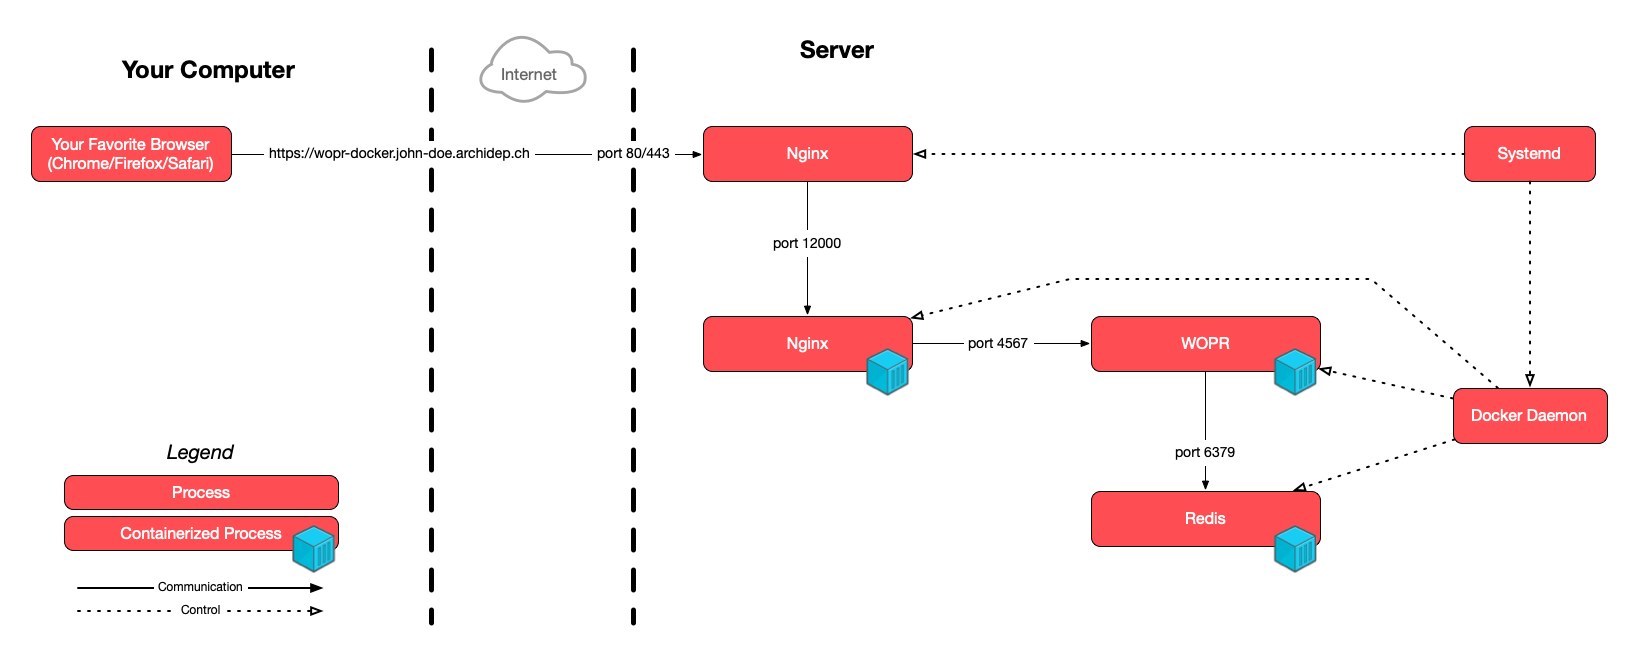 Your Computer
Internet
Server
Your Favorite Browser
(Chrome/Firefox/Safari)
https://wopr-docker.john-doe.archidep.ch
port 80/443
Nginx
Systemd
port 12000
Nginx
port 4567
WOPR
Docker Daemon
port 6379
Redis
Legend
Process
Containerized Process
Communication
Control